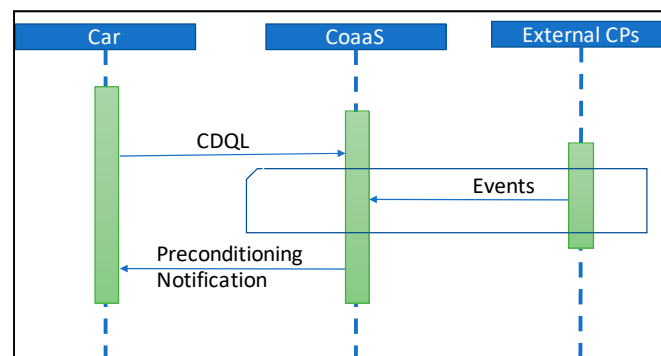 Car
CoaaS
External CPs
CDQL
Events
Preconditioning
Notification